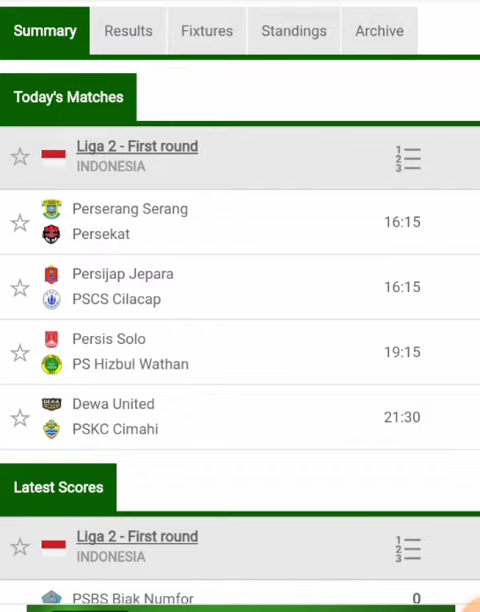 Summary Results Fixtures Standings Archive
Today's Matches
Liga 2 - First round
INDONESIA
Perserang Serang
Persekat
16:15
Persijap Jepara
PSCS Cilacap
16:15
Persis Solo
PS Hizbul Wathan
19:15
Dewa United
PSKC Cimahi
21:30
Latest Scores
Liga 2 - First round
INDONESIA
PSBS Biak Numfor 0